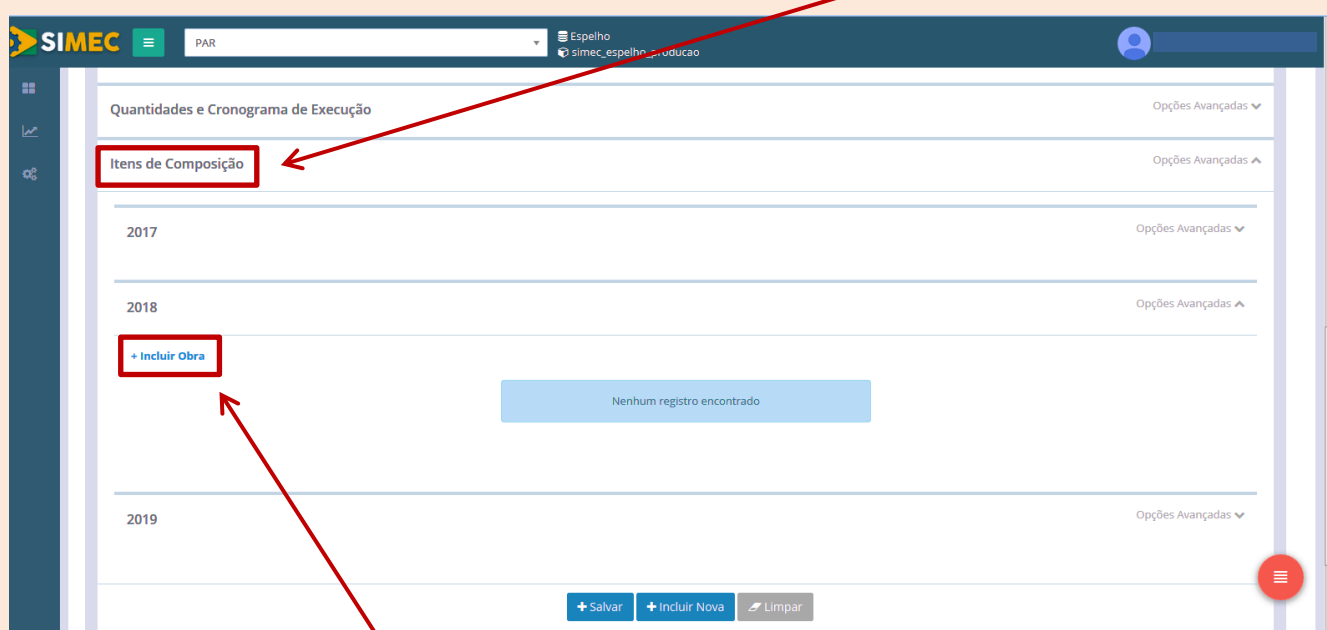 SIMEC
PAR
Espelho
simec_espelho_producao
Quantidades e Cronograma de Execução
Opções Avançadas
Itens de Composição
Opções Avançadas
2017
Opções Avançadas
2018
Opções Avançadas
+ Incluir Obra
Nenhum registro encontrado
2019
Opções Avançadas
+ Salvar
+ Incluir Nova
Limpar